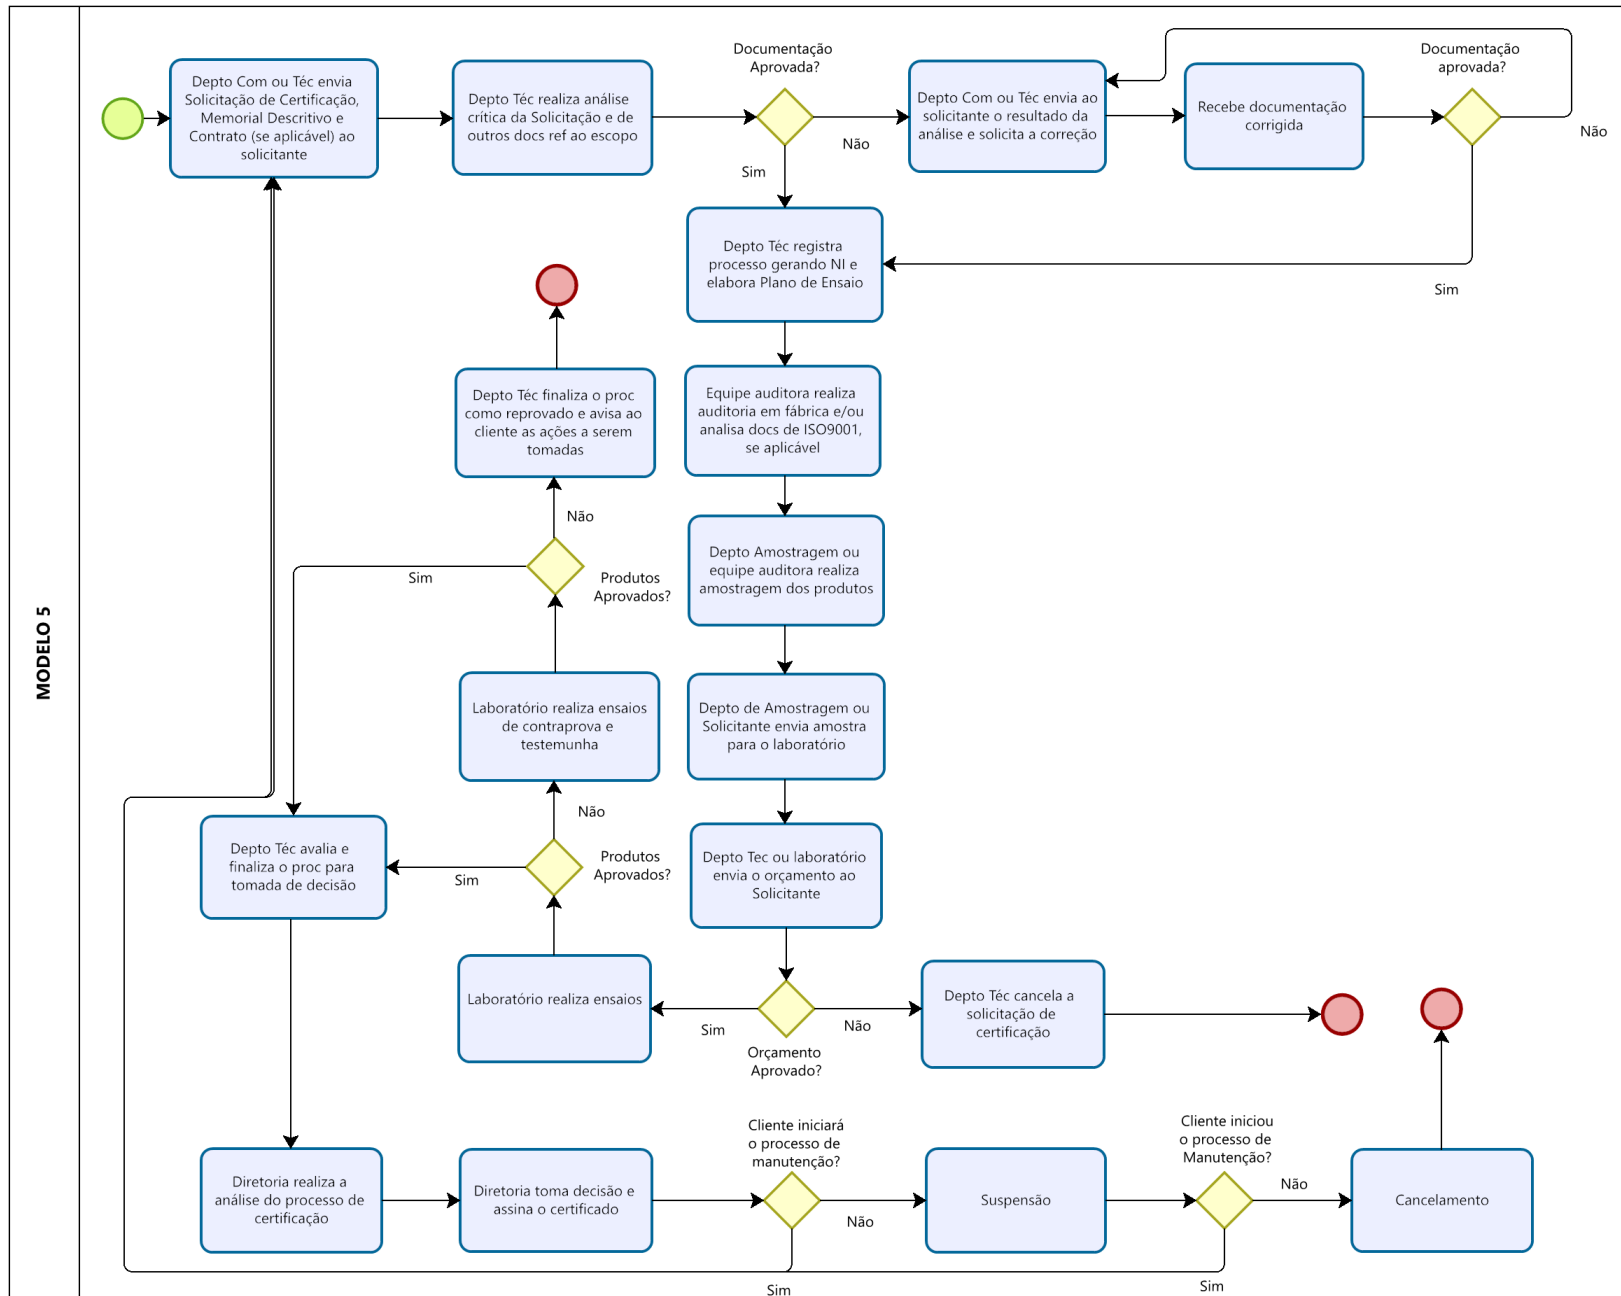 MODELO 5
Depto Com ou Téc envia
Solicitação de Certificação,
Memorial Descritivo e
Contrato (se aplicável) ao
solicitante
Depto Téc realiza análise
crítica da Solicitação e de
outros docs ref ao escopo
Documentação
Aprovada?
Não
Sim
Depto Com ou Téc envia ao
solicitante o resultado da
análise e solicita a correção
Recebe documentação
corrigida
Documentação
aprovada?
Não
Sim
Depto Téc registra
processo gerando NI e
elabora Plano de Ensaio
Equipe auditora realiza
auditoria em fábrica e/ou
analisa docs de ISO9001,
se aplicável
Depto Amostragem ou
equipe auditora realiza
amostragem dos produtos
Depto de Amostragem ou
Solicitante envia amostra
para o laboratório
Depto Tec ou laboratório
envia o orçamento ao
Solicitante
Orçamento
Aprovado?
Não
Sim
Depto Téc cancela a
solicitação de
certificação
Laboratório realiza ensaios
Produtos
Aprovados?
Não
Sim
Laboratório realiza ensaios
de contraprova e
testemunha
Produtos
Aprovados?
Não
Sim
Depto Téc finaliza o proc
como reprovado e avisa ao
cliente as ações a serem
tomadas
Depto Téc avalia e
finaliza o proc para
tomada de decisão
Diretoria realiza a
análise do processo de
certificação
Diretoria toma decisão e
assina o certificado
Cliente iniciará
o processo de
manutenção?
Não
Sim
Suspensão
Cliente iniciou
o processo de
Manutenção?
Não
Sim
Cancelamento